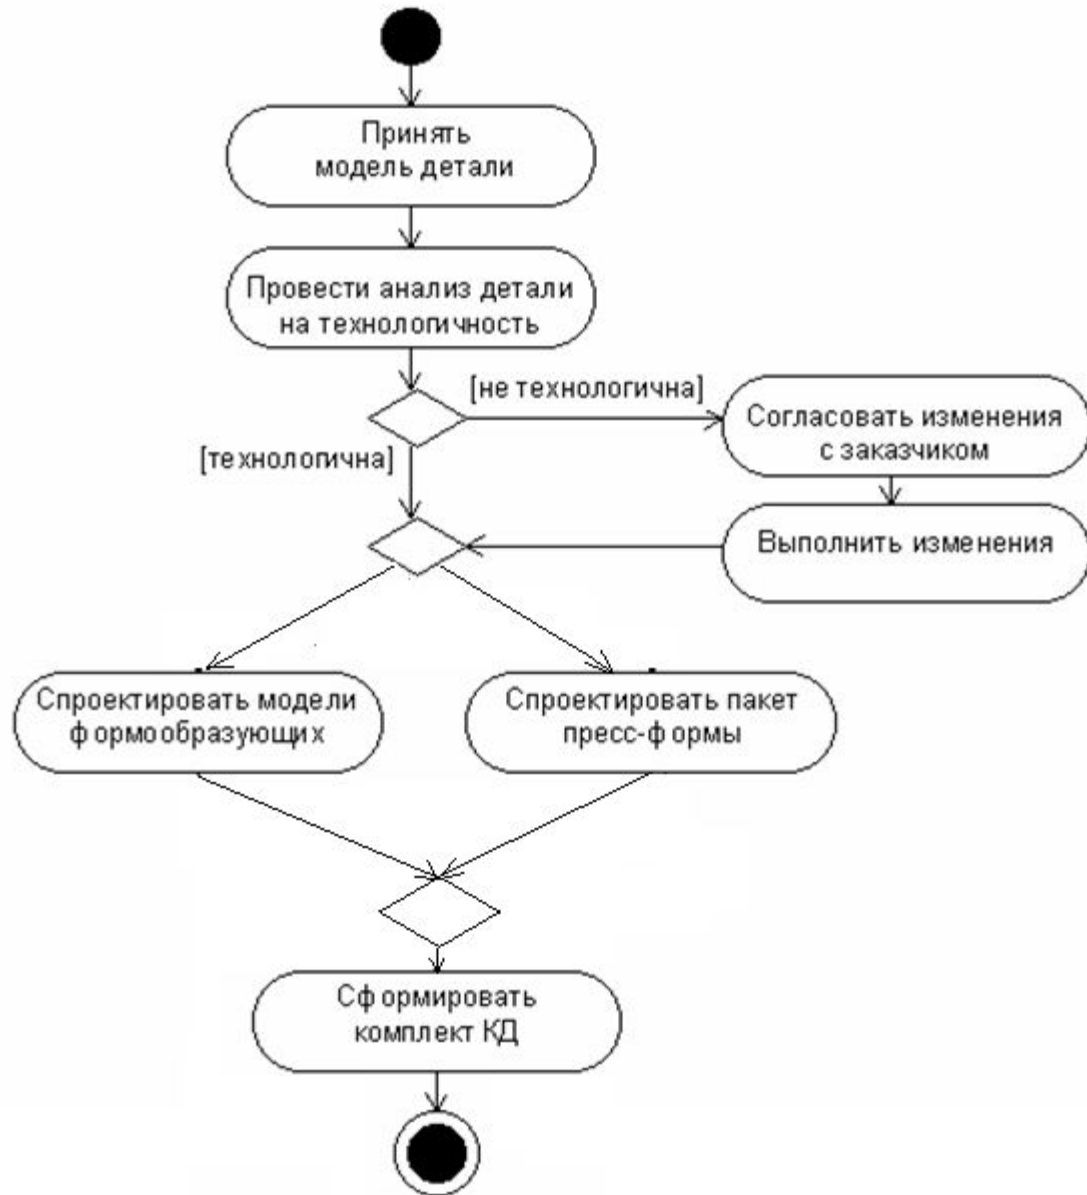 Принять
модель детали
Провести анализ детали
на технологичность
[не технологична]
Согласовать изменения
с заказчиком
[технологична]
Выполнить изменения
Спроектировать модели
формообразующих
Спроектировать пакет
пресс-формы
Сформировать
комплект КД